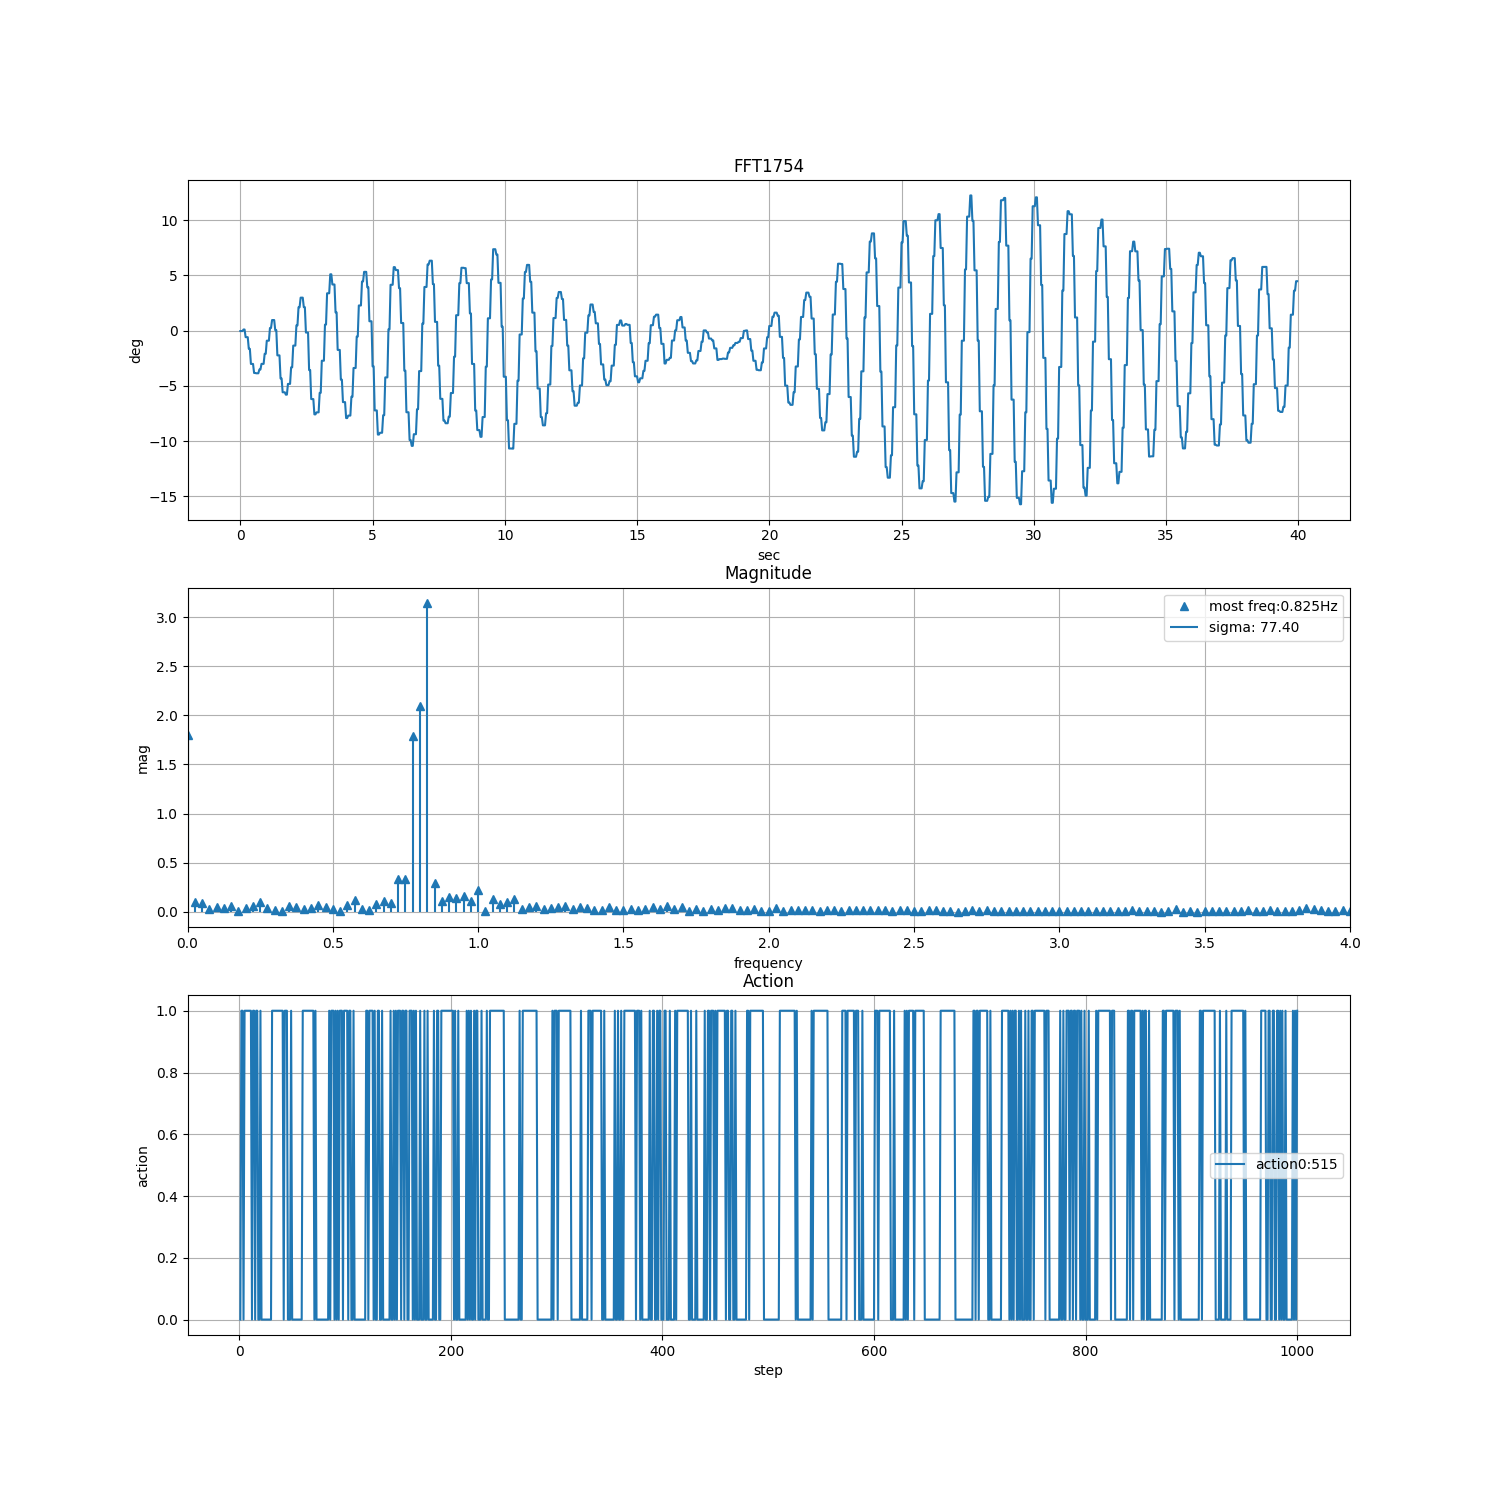 FFT1754
10
5
0
−5
−10
−15
deg
0 5 10 15 20 25 30 35 40
sec
Magnitude
most freq:0.825Hz
sigma: 77.40
3.0
2.5
2.0
1.5
1.0
0.5
0.0
mag
0.0 0.5 1.0 1.5 2.0 2.5 3.0 3.5 4.0
frequency
Action
1.0
0.8
0.6
0.4
0.2
0.0
action
action0:515
0 200 400 600 800 1000
step